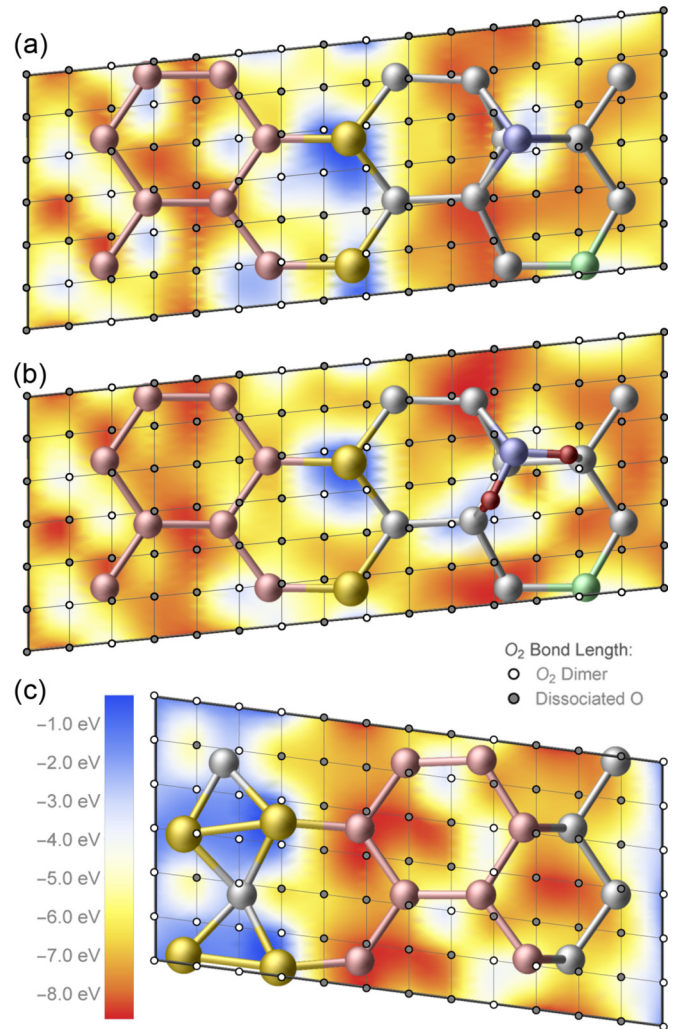 (a)
(b)
O₂ Bond Length:
O₂ Dimer
Dissociated O
(c)
−1.0 eV
−2.0 eV
−3.0 eV
−4.0 eV
−5.0 eV
−6.0 eV
−7.0 eV
−8.0 eV